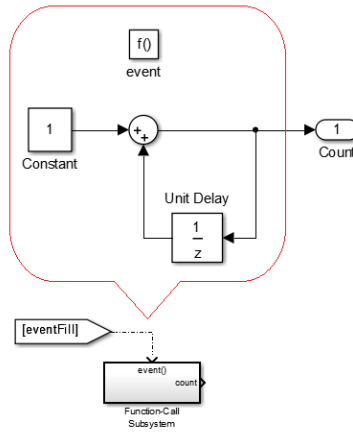 f()
event
1
Constant
++
1
Count
Unit Delay
1
z
[eventFill]
event()
count
Function-Call
Subsystem